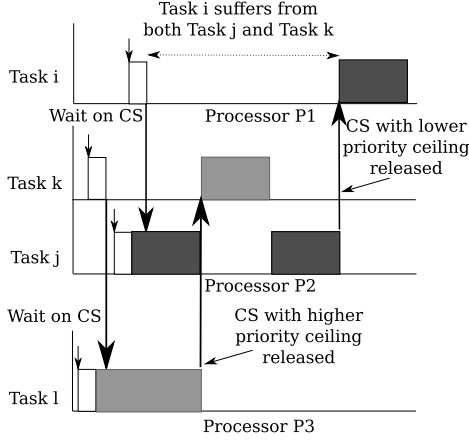 Task i suffers from
both Task j and Task k
Task i
Wait on CS
Processor P1
CS with lower
priority ceiling
released
Task k
Task j
Processor P2
Wait on CS
CS with higher
priority ceiling
released
Task l
Processor P3